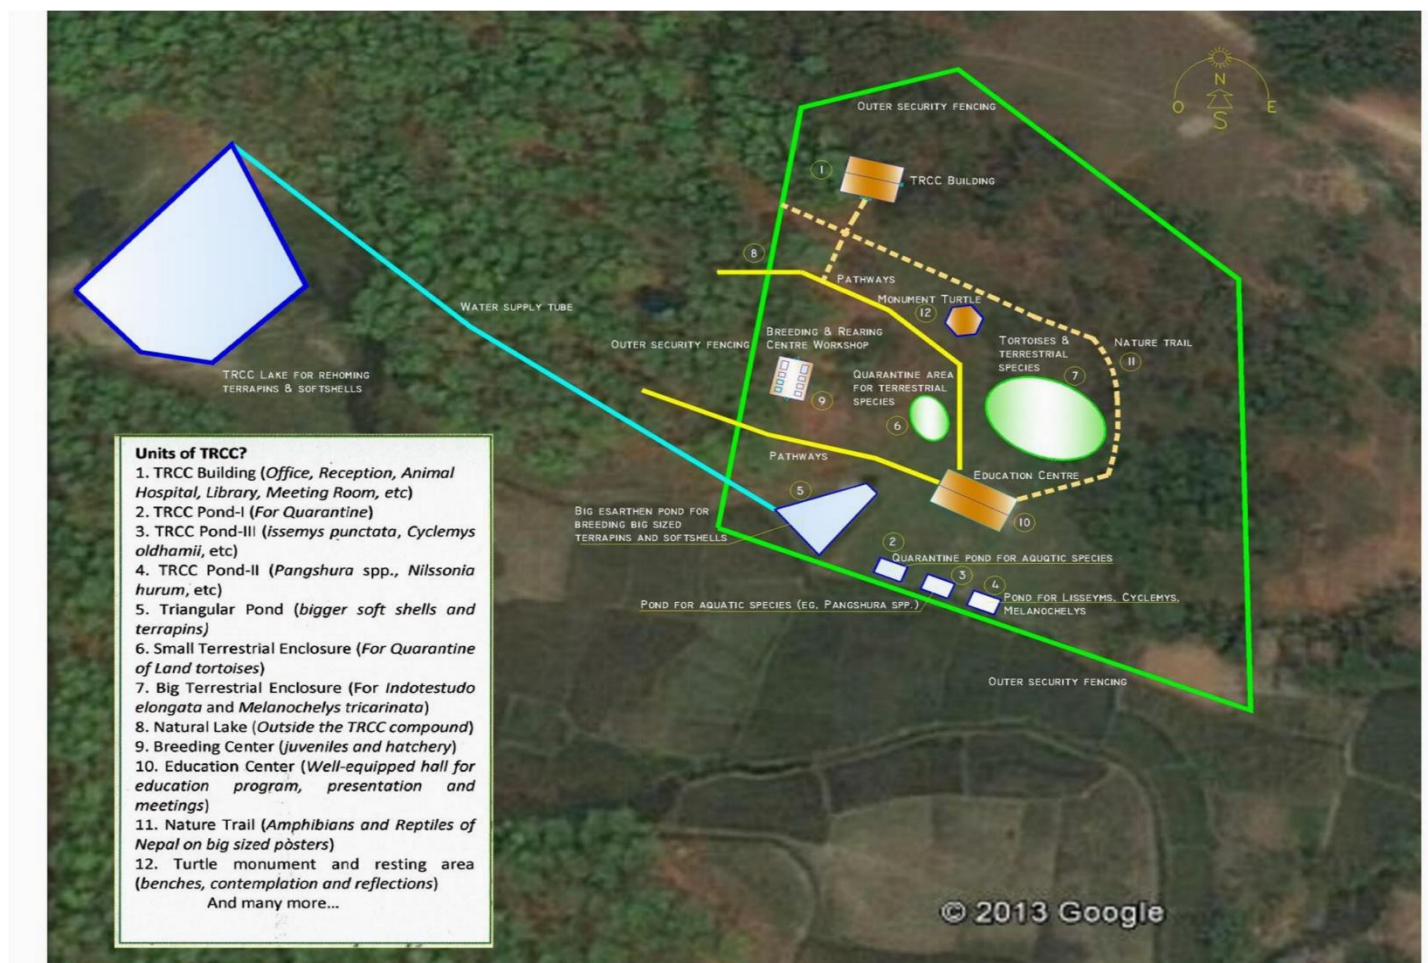 OUTER SECURITY FENCING
N
O E
S
1
TRCC BUILDING
8
PATHWAYS
MONUMENT TURTLE
12
WATER SUPPLY TUBE
BREEDING & REARING
CENTRE WORKSHOP
OUTER SECURITY FENCING
TORTOISES &
TERRESTRIAL
SPECIES
7
NATURE TRAIL
11
QUARANTINE AREA
FOR TERRESTRIAL
SPECIES
6
9
TRCC LAKE FOR REHOMING
TERRAPINS & SOFTSHELLS
PATHWAYS
EDUCATION CENTRE
10
5
BIG ESARTHEN POND FOR
BREEDING BIG SIZED
TERRAPINS AND SOFTSHELLS
2
QUARANTINE POND FOR AQUQTIC SPECIES
3
4
POND FOR AQUATIC SPECIES (EG. PANGSHURA SPP.)
POND FOR LISSEYMS, CYCLEMYS,
MELANOCHELYS
OUTER SECURITY FENCING
Units of TRCC?
1. TRCC Building (Office, Reception, Animal
Hospital, Library, Meeting Room, etc)
2. TRCC Pond-I (For Quarantine)
3. TRCC Pond-III (issemys punctata, Cyclemys
oldhamii, etc)
4. TRCC Pond-II (Pangshura spp., Nilssonia
hurum, etc)
5. Triangular Pond (bigger soft shells and
terrapins)
6. Small Terrestrial Enclosure (For Quarantine
of Land tortoises)
7. Big Terrestrial Enclosure (For Indotestudo
elongata and Melanochelys tricarinata)
8. Natural Lake (Outside the TRCC compound)
9. Breeding Center (juveniles and hatchery)
10. Education Center (Well-equipped hall for
education program, presentation and
meetings)
11. Nature Trail (Amphibians and Reptiles of
Nepal on big sized posters)
12. Turtle monument and resting area
(benches, contemplation and reflections)
And many more...
© 2013 Google